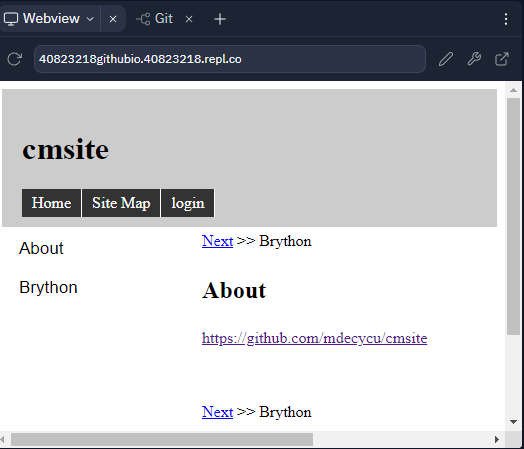 Webview
Git
40823218githubio.40823218.repl.co
cmsite
Home Site Map login
About
Brython
Next >> Brython
About
https://github.com/mdecycu/cmsite
Next >> Brython